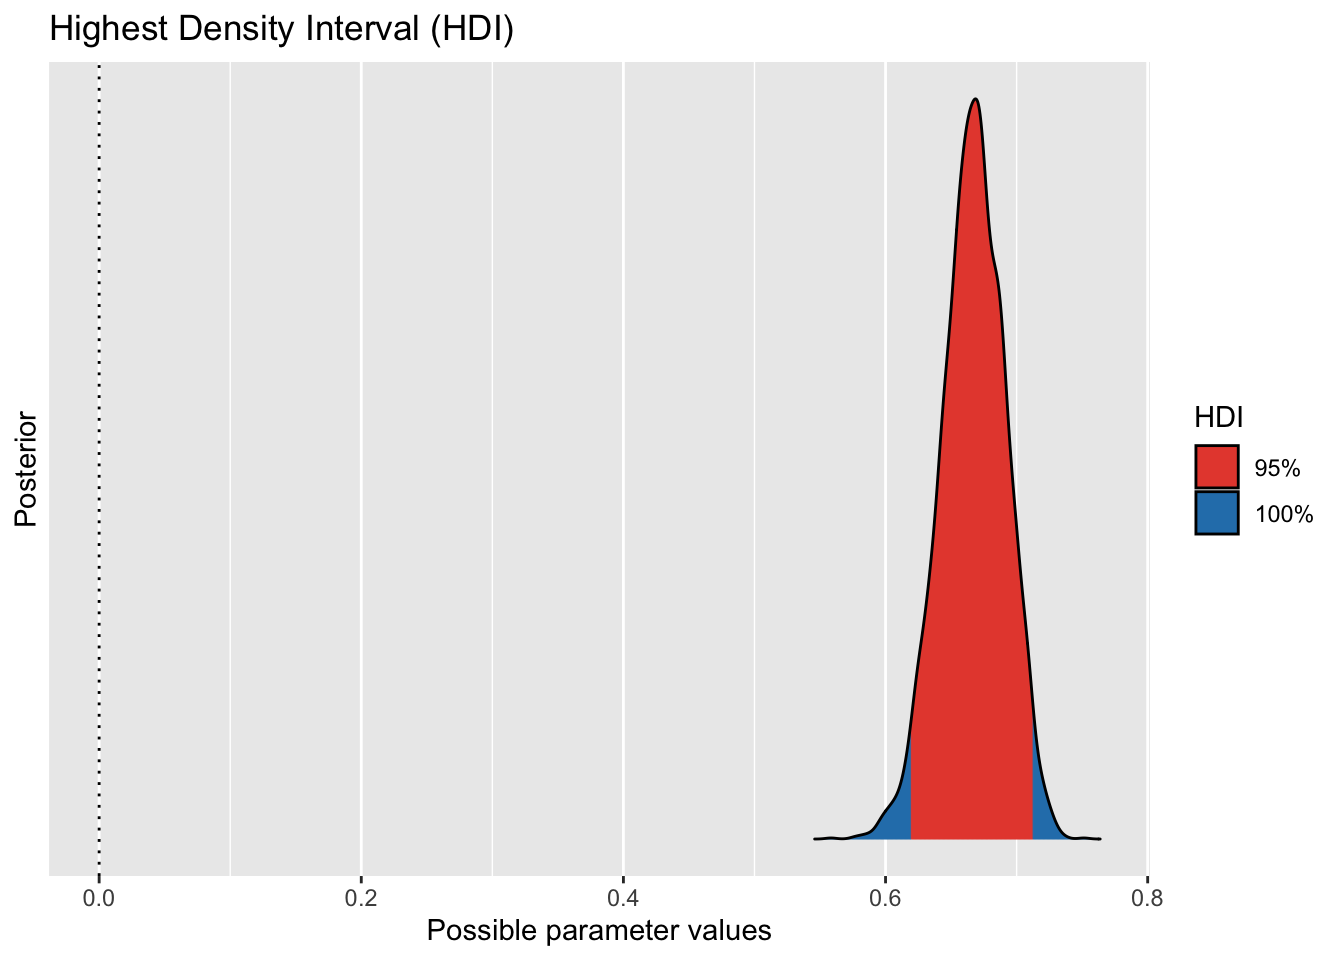 Highest Density Interval (HDI)
Posterior
HDI
95%
100%
0.0
0.2
0.4
0.6
0.8
Possible parameter values